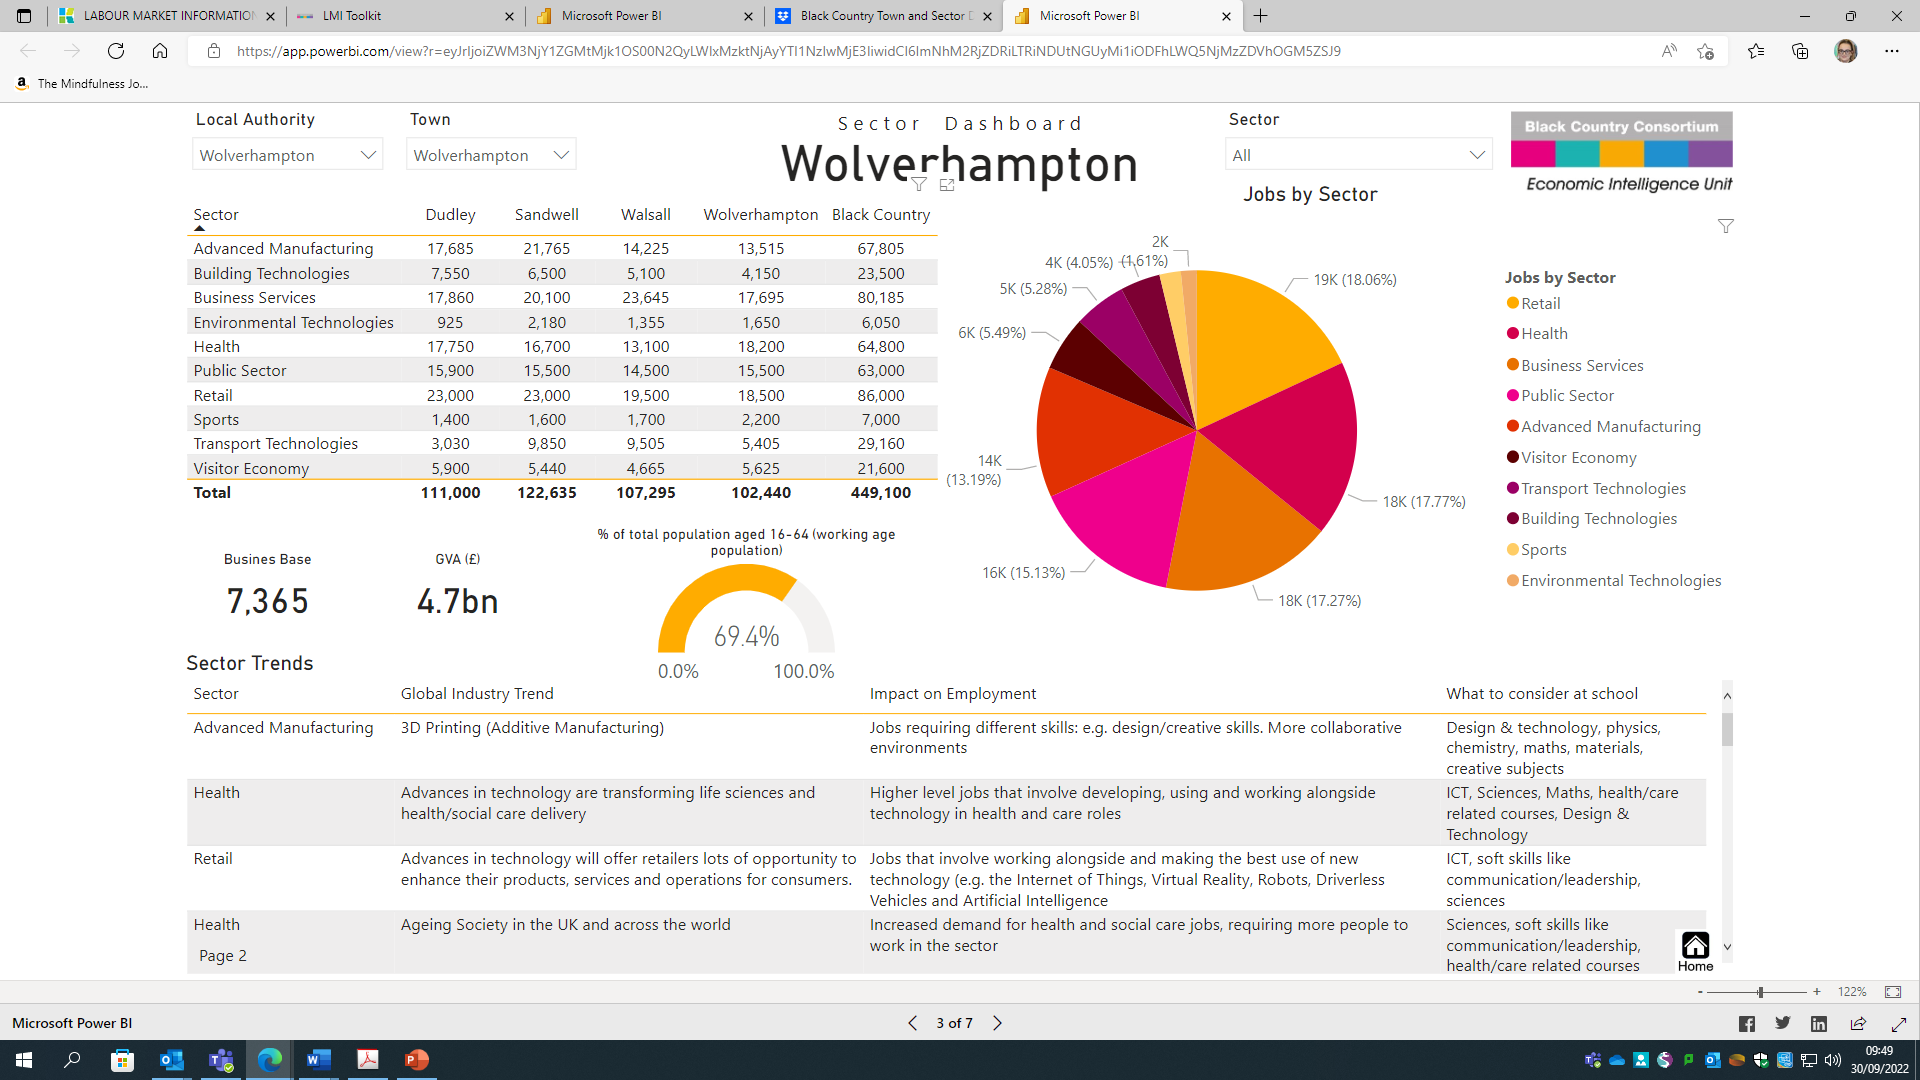 LABOUR MARKET INFORMATION
LMI Toolkit
Microsoft Power BI
Black Country Town and Sector D
Microsoft Power BI
https://app.powerbi.com/view?r=
The Mindfulness Jo...
Local Authority
Town
Sector Dashboard
Sector
Black Country Consortium
Wolverhampton
Wolverhampton
Wolverhampton
All
Economic Intelligence Unit
Jobs by Sector
Sector Dudley Sandwell Walsall Wolverhampton Black Country
Advanced Manufacturing 17,685 21,765 14,225 13,515 67,805
Building Technologies 7,550 6,500 5,100 4,150 23,500
Business Services 17,860 20,100 23,645 17,695 80,185
Environmental Technologies 925 2,180 1,355 1,650 6,050
Health 17,750 16,700 13,100 18,200 64,800
Public Sector 15,900 15,500 14,500 15,500 63,000
Retail 23,000 23,000 19,500 18,500 86,000
Sports 1,400 1,600 1,700 2,200 7,000
Transport Technologies 3,030 9,850 9,505 5,405 29,160
Visitor Economy 5,900 5,440 4,665 5,625 21,600
Total 111,000 122,635 107,295 102,440 449,100
2K
(1.61%)
4K (4.05%)
5K (5.28%)
6K (5.49%)
14K
(13.19%)
16K (15.13%)
18K (17.27%)
18K (17.77%)
19K (18.06%)
Jobs by Sector
Retail
Health
Business Services
Public Sector
Advanced Manufacturing
Visitor Economy
Transport Technologies
Building Technologies
Sports
Environmental Technologies
Busines Base
7,365
GVA (£)
4.7bn
% of total population aged 16-64 (working age
population)
69.4%
0.0%
100.0%
Sector Trends
Sector Global Industry Trend Impact on Employment What to consider at school
Advanced Manufacturing 3D Printing (Additive Manufacturing) Jobs requiring different skills: e.g. design/creative skills. More collaborative Design & technology, physics,
environments chemistry, maths, materials,
creative subjects
Health Advances in technology are transforming life sciences and Higher level jobs that involve developing, using and working alongside ICT, Sciences, Maths, health/care
health/social care delivery technology in health and care roles related courses, Design &
Technology
Retail Advances in technology will offer retailers lots of opportunity to Jobs that involve working alongside and making the best use of new ICT, soft skills like
enhance their products, services and operations for consumers. technology (e.g. the Internet of Things, Virtual Reality, Robots, Driverless communication/leadership,
Vehicles and Artificial Intelligence sciences
Health Ageing Society in the UK and across the world Increased demand for health and social care jobs, requiring more people to Sciences, soft skills like
work in the sector communication/leadership,
health/care related courses
Page 2
Home
- + 122%
Microsoft Power BI
3 of 7
09:49
30/09/2022